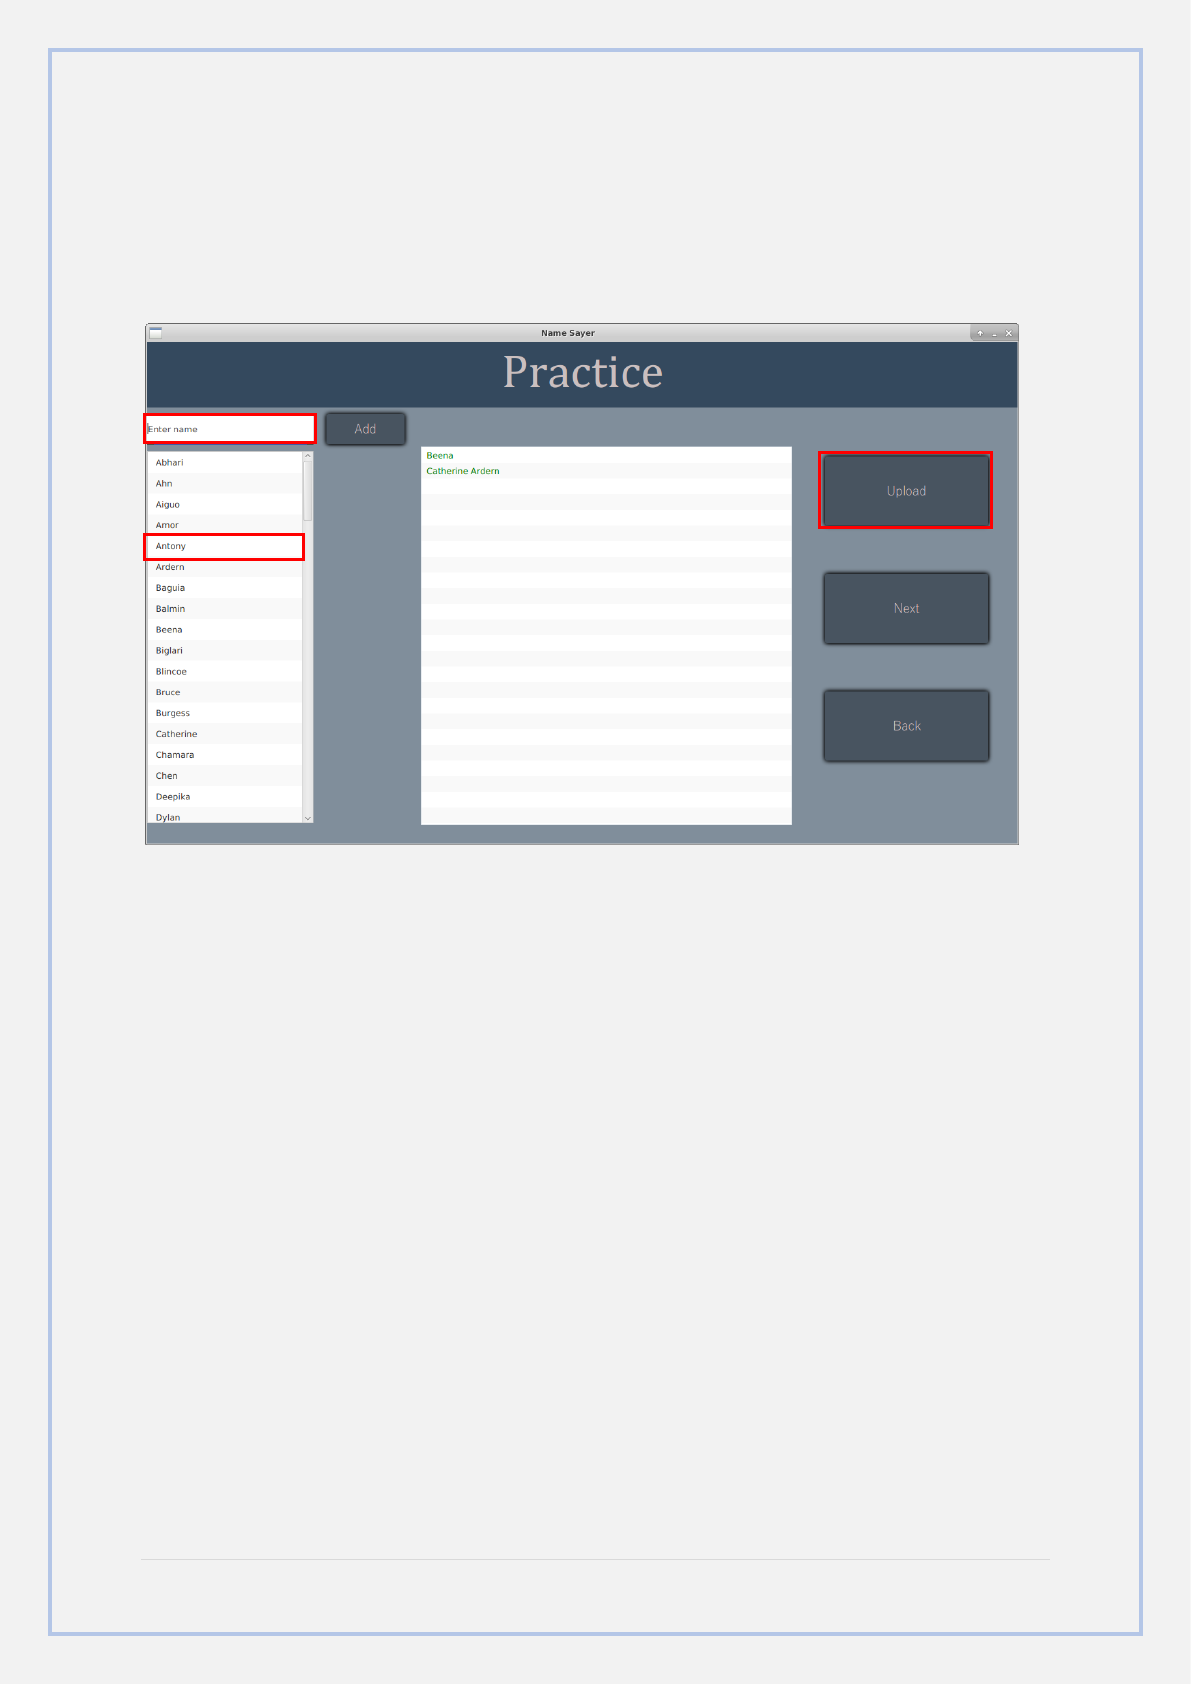 Name Sayer
Practice
Enter name
Add
Abhari
Ahn
Aiguo
Amor
Antony
Ardern
Baguia
Balmin
Beena
Biglari
Blincoe
Bruce
Burgess
Catherine
Chamara
Chen
Deepika
Dylan
Beena
Catherine Ardern
Upload
Next
Back